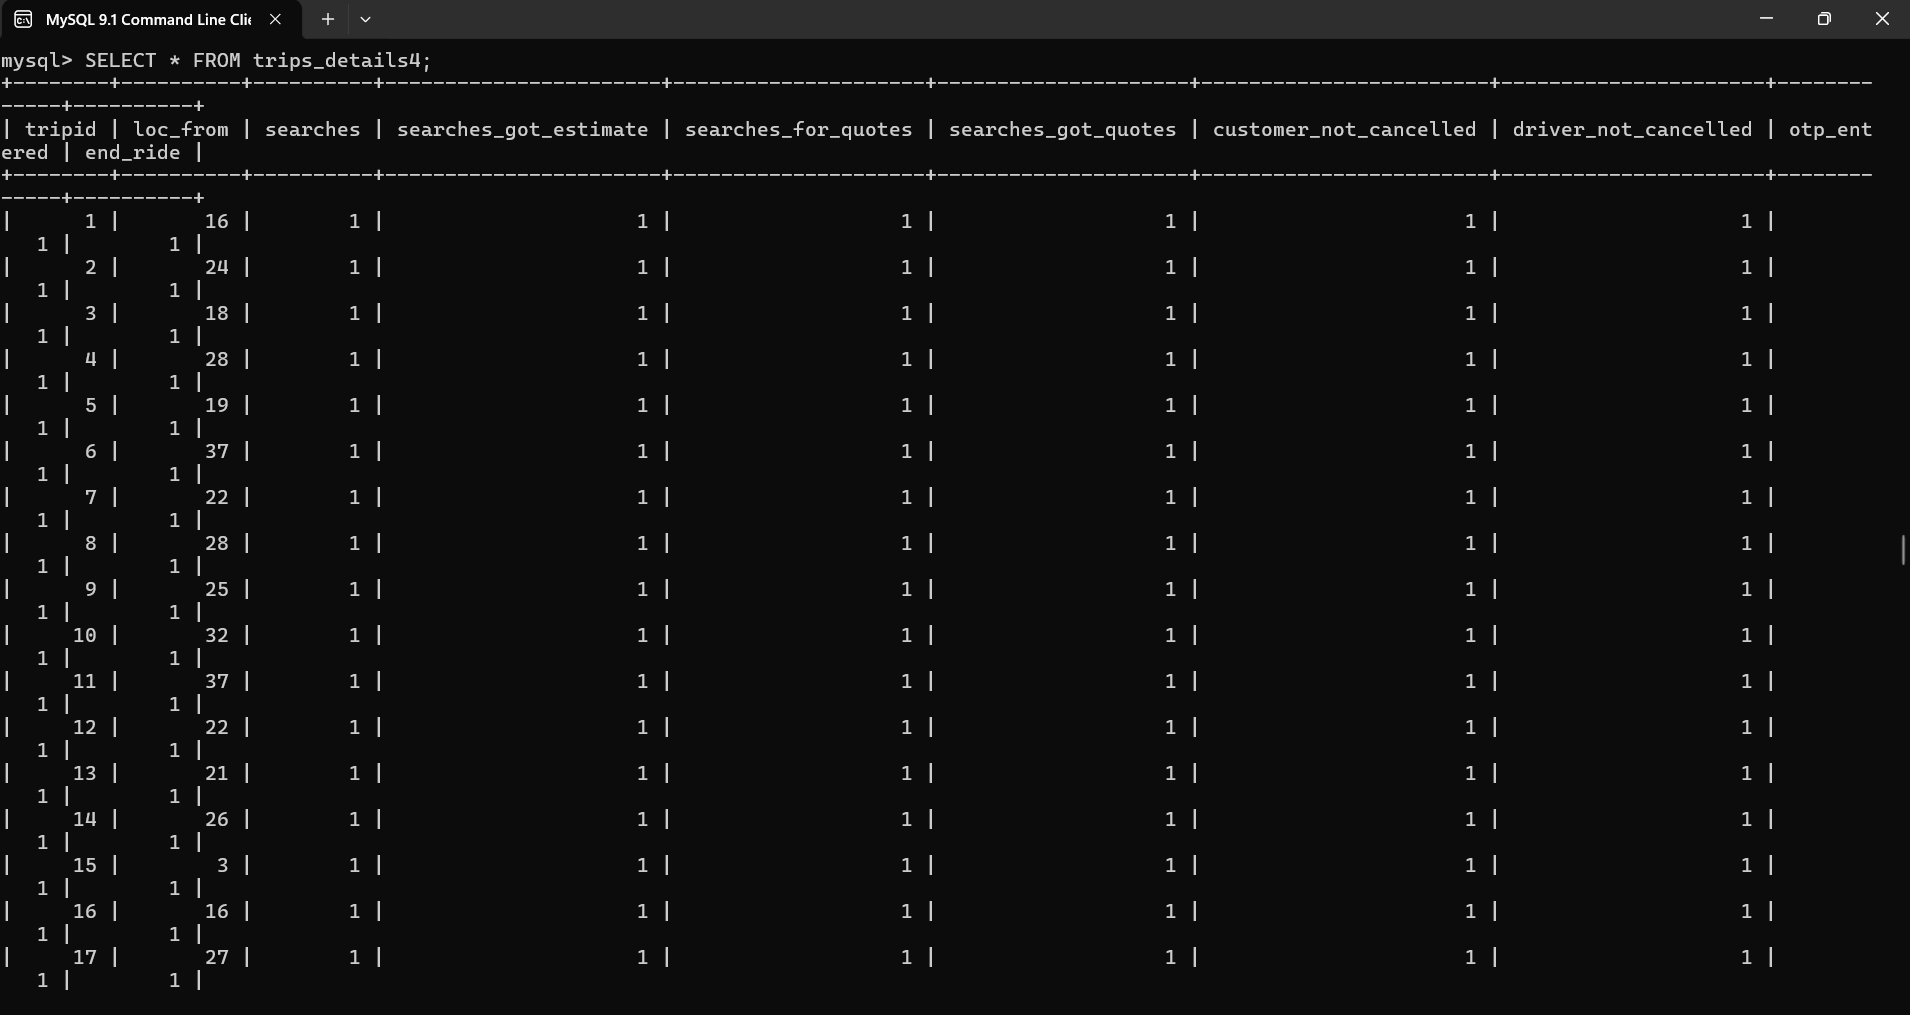 MySQL 9.1 Command Line Clie
mysql> SELECT * FROM trips_details4;
+--------+----------+----------+-----------------------+---------------------+---------------------+------------------------+----------------------+--------
-----+----------+
| tripid | loc_from | searches | searches_got_estimate | searches_for_quotes | searches_got_quotes | customer_not_cancelled | driver_not_cancelled | otp_ent
ered | end_ride |
+--------+----------+----------+-----------------------+---------------------+---------------------+------------------------+----------------------+--------
-----+----------+
|      1 |       16 |        1 |                     1 |                   1 |                   1 |                      1 |                    1 |
   1 |        1 |
|      2 |       24 |        1 |                     1 |                   1 |                   1 |                      1 |                    1 |
   1 |        1 |
|      3 |       18 |        1 |                     1 |                   1 |                   1 |                      1 |                    1 |
   1 |        1 |
|      4 |       28 |        1 |                     1 |                   1 |                   1 |                      1 |                    1 |
   1 |        1 |
|      5 |       19 |        1 |                     1 |                   1 |                   1 |                      1 |                    1 |
   1 |        1 |
|      6 |       37 |        1 |                     1 |                   1 |                   1 |                      1 |                    1 |
   1 |        1 |
|      7 |       22 |        1 |                     1 |                   1 |                   1 |                      1 |                    1 |
   1 |        1 |
|      8 |       28 |        1 |                     1 |                   1 |                   1 |                      1 |                    1 |
   1 |        1 |
|      9 |       25 |        1 |                     1 |                   1 |                   1 |                      1 |                    1 |
   1 |        1 |
|     10 |       32 |        1 |                     1 |                   1 |                   1 |                      1 |                    1 |
   1 |        1 |
|     11 |       37 |        1 |                     1 |                   1 |                   1 |                      1 |                    1 |
   1 |        1 |
|     12 |       22 |        1 |                     1 |                   1 |                   1 |                      1 |                    1 |
   1 |        1 |
|     13 |       21 |        1 |                     1 |                   1 |                   1 |                      1 |                    1 |
   1 |        1 |
|     14 |       26 |        1 |                     1 |                   1 |                   1 |                      1 |                    1 |
   1 |        1 |
|     15 |        3 |        1 |                     1 |                   1 |                   1 |                      1 |                    1 |
   1 |        1 |
|     16 |       16 |        1 |                     1 |                   1 |                   1 |                      1 |                    1 |
   1 |        1 |
|     17 |       27 |        1 |                     1 |                   1 |                   1 |                      1 |                    1 |
   1 |        1 |